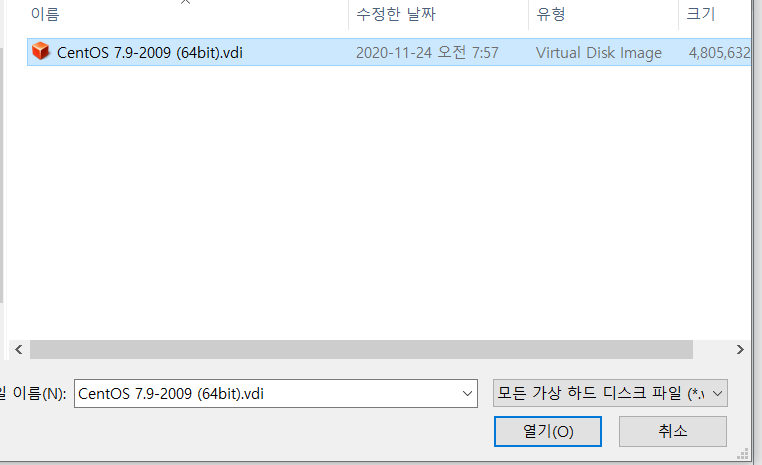 이름 수정한 날짜 유형 크기
CentOS 7.9-2009 (64bit).vdi 2020-11-24 오전 7:57 Virtual Disk Image 4,805,632
이름(N): CentOS 7.9-2009 (64bit).vdi 모든 가상 하드 디스크 파일 (*.v
열기(O) 취소